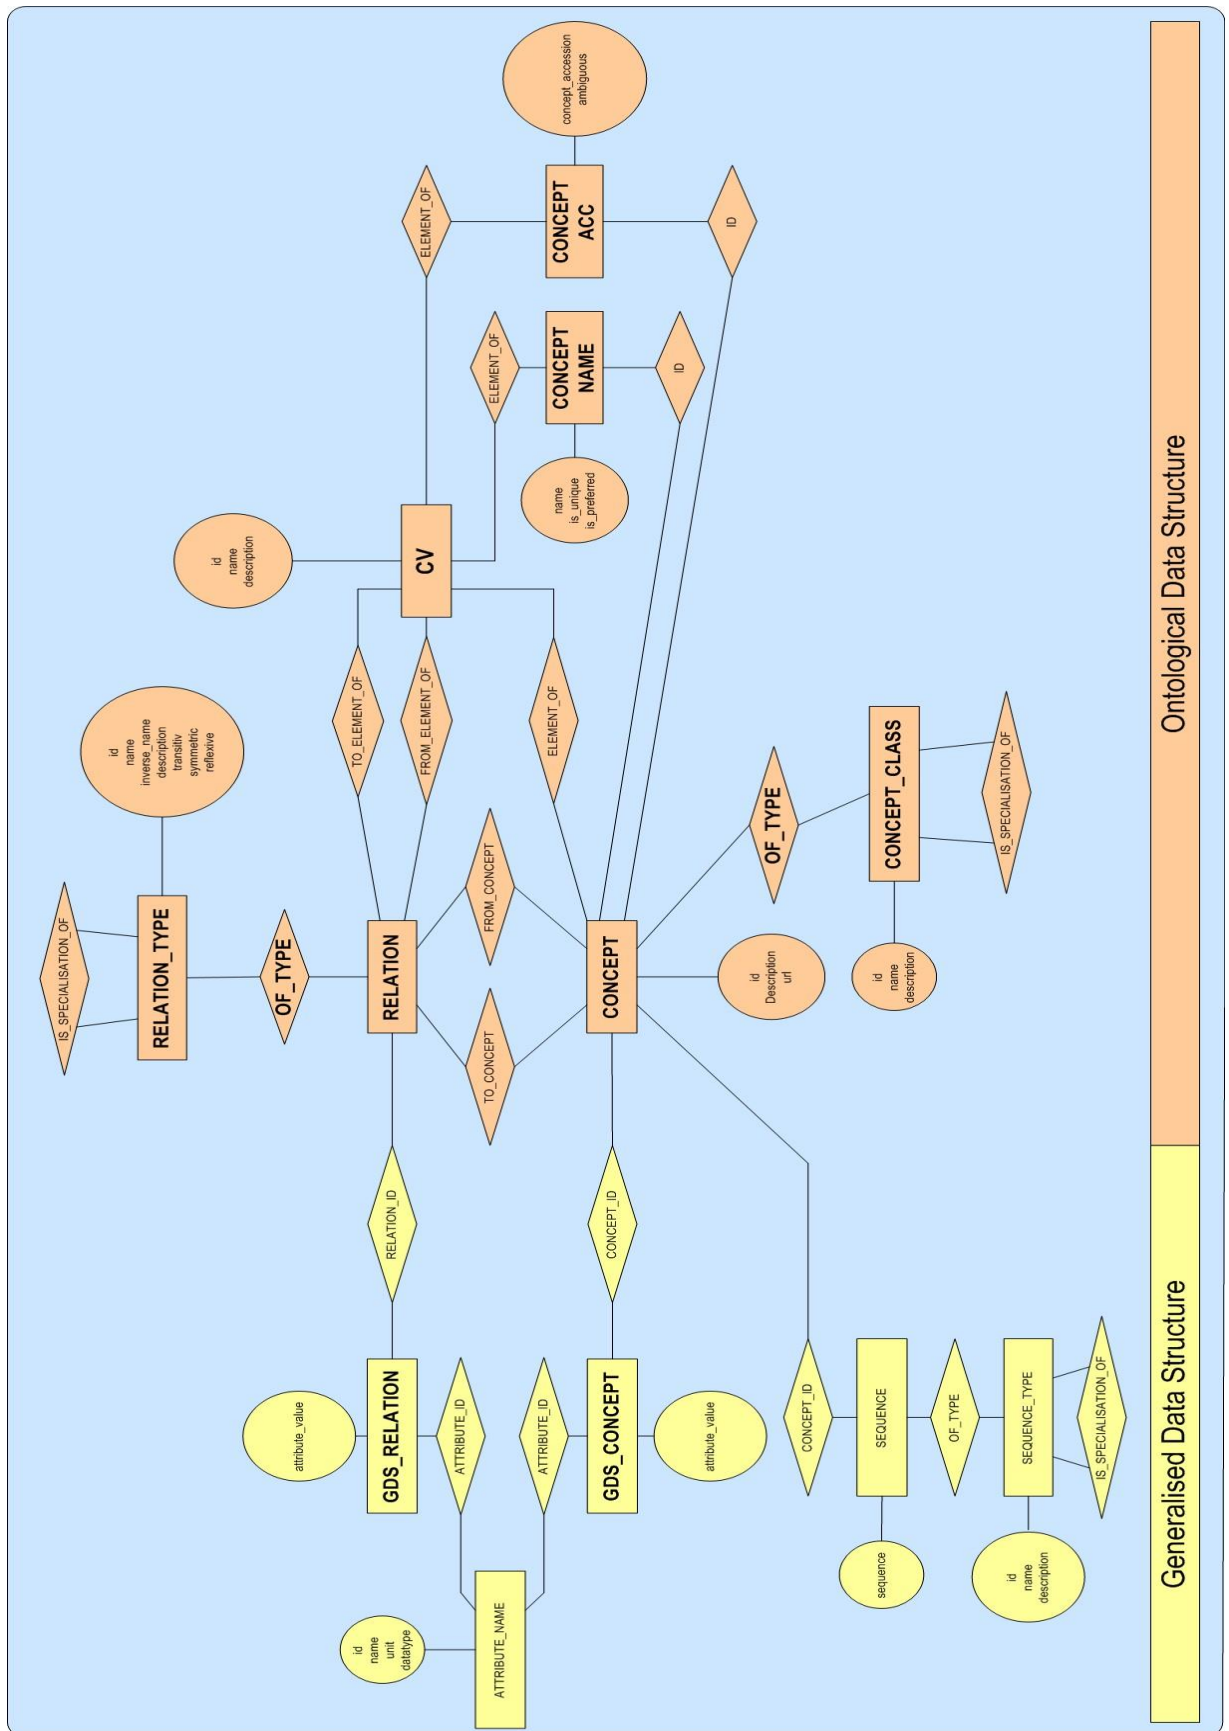 IS_SPECIALISATION_OF
RELATION_TYPE
id
name
inverse_name
description
transitiv
symmetric
reflexive
OF_TYPE
id
name
description
attribute_value
GDS_RELATION
RELATION_ID
RELATION
TO_ELEMENT_OF
FROM_ELEMENT_OF
CV
ELEMENT_OF
id
name
unit
datatype
ATTRIBUTE_NAME
ATTRIBUTE_ID
ATTRIBUTE_ID
TO_CONCEPT
FROM_CONCEPT
ELEMENT_OF
ELEMENT_OF
name
is_unique
is_preferred
CONCEPT
NAME
CONCEPT
ACC
concept_accession
ambiguous
GDS_CONCEPT
CONCEPT_ID
CONCEPT
ID
ID
attribute_value
id
Description
url
OF_TYPE
CONCEPT_ID
sequence
SEQUENCE
id
name
description
CONCEPT_CLASS
OF_TYPE
IS_SPECIALISATION_OF
id
name
description
SEQUENCE_TYPE
IS_SPECIALISATION_OF
Generalised Data Structure
Ontological Data Structure